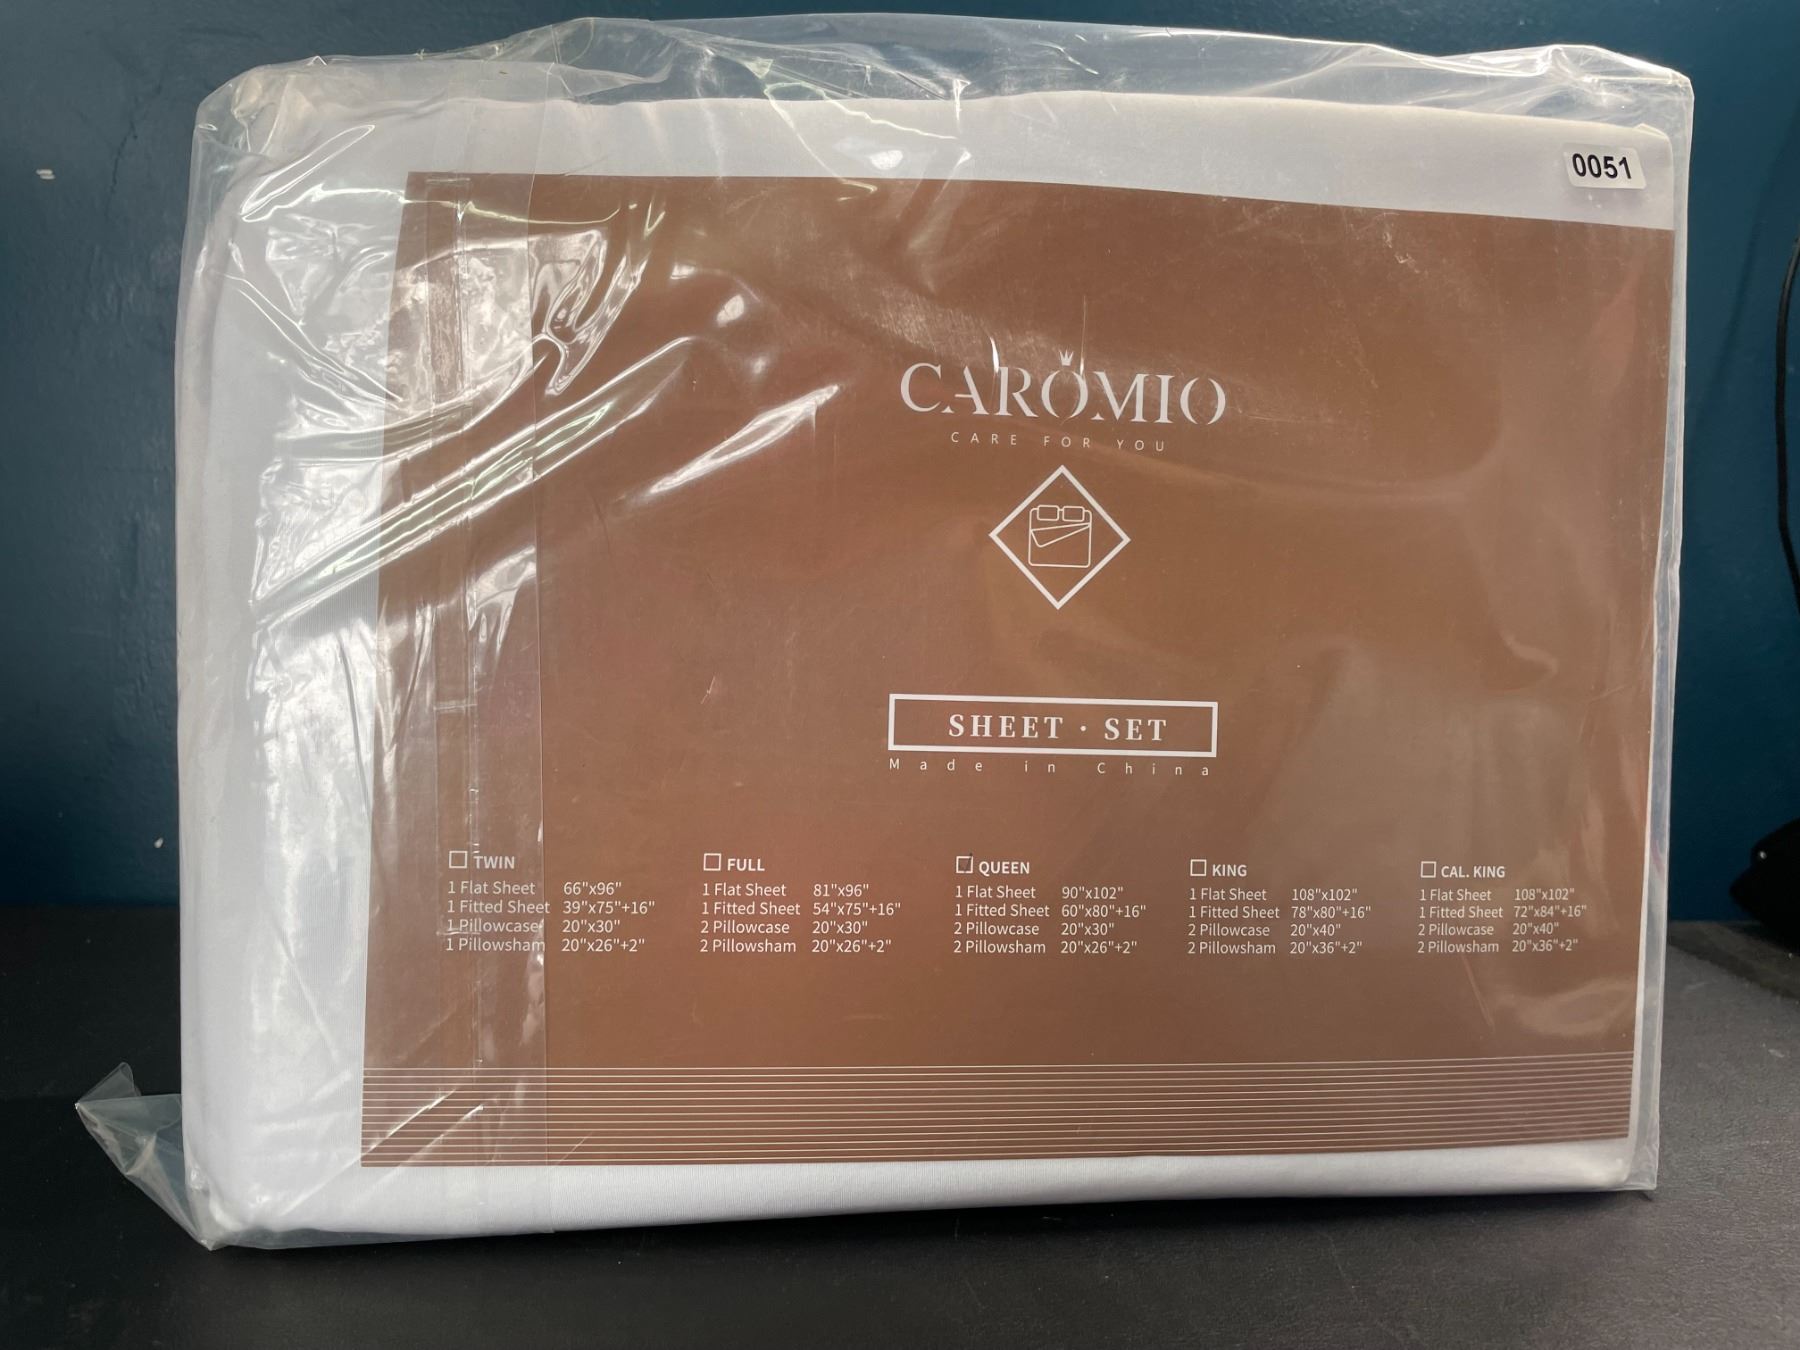 0051
CAROMIO
CARE FOR YOU
SHEET · SET
Made in China
TWIN
1 Flat Sheet 66"x96"
1 Fitted Sheet 39"x75"+16"
1 Pillowcase 20"x30"
1 Pillowsham 20"x26"+2"
FULL
1 Flat Sheet 81"x96"
1 Fitted Sheet 54"x75"+16"
2 Pillowcase 20"x30"
2 Pillowsham 20"x26"+2"
QUEEN
1 Flat Sheet 90"x102"
1 Fitted Sheet 60"x80"+16"
2 Pillowcase 20"x30"
2 Pillowsham 20"x26"+2"
KING
1 Flat Sheet 108"x102"
1 Fitted Sheet 78"x80"+16"
2 Pillowcase 20"x40"
2 Pillowsham 20"x36"+2"
CAL. KING
1 Flat Sheet 108"x102"
1 Fitted Sheet 72"x84"+16"
2 Pillowcase 20"x40"
2 Pillowsham 20"x36"+2"